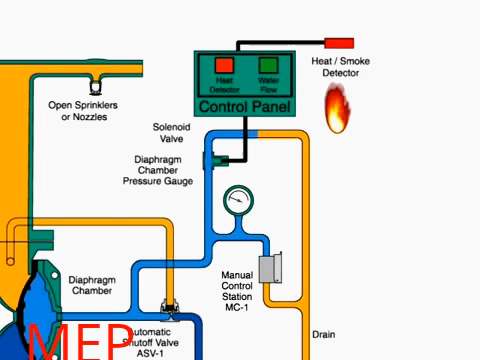 Heat / Smoke
Detector
Heat
Detector
Water
Flow
Control Panel
Open Sprinklers
or Nozzles
Solenoid
Valve
Diaphragm
Chamber
Pressure Gauge
Diaphragm
Chamber
Manual
Control
Station
MC-1
Automatic
Shutoff Valve
ASV-1
Drain
MEP